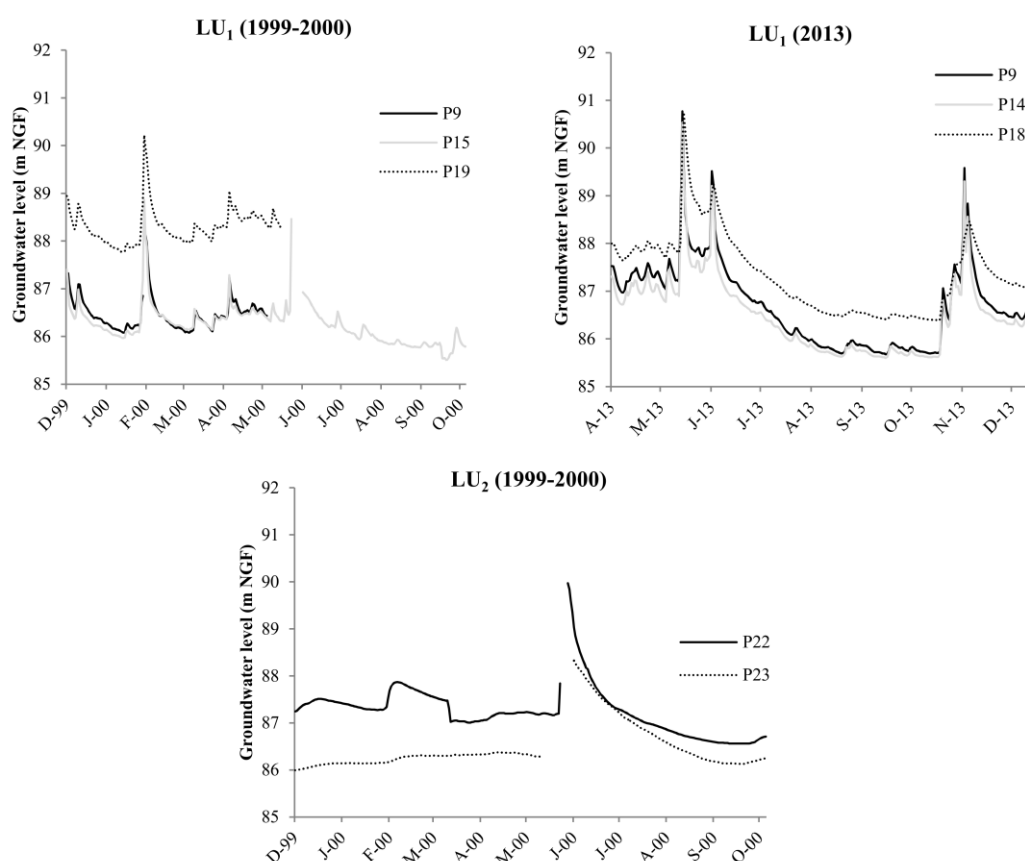 LU₁ (1999-2000)
Groundwater level (m NGF)
92
91
90
89
88
87
86
85
P9
P15
P19
D-99
J-00
F-00
M-00
A-00
M-00
J-00
J-00
A-00
S-00
O-00
LU₁ (2013)
Groundwater level (m NGF)
92
91
90
89
88
87
86
85
P9
P14
P18
A-13
M-13
J-13
J-13
A-13
S-13
O-13
N-13
D-13
LU₂ (1999-2000)
Groundwater level (m NGF)
92
91
90
89
88
87
86
85
P22
P23
D-99
J-00
F-00
M-00
A-00
M-00
J-00
J-00
A-00
S-00
O-00